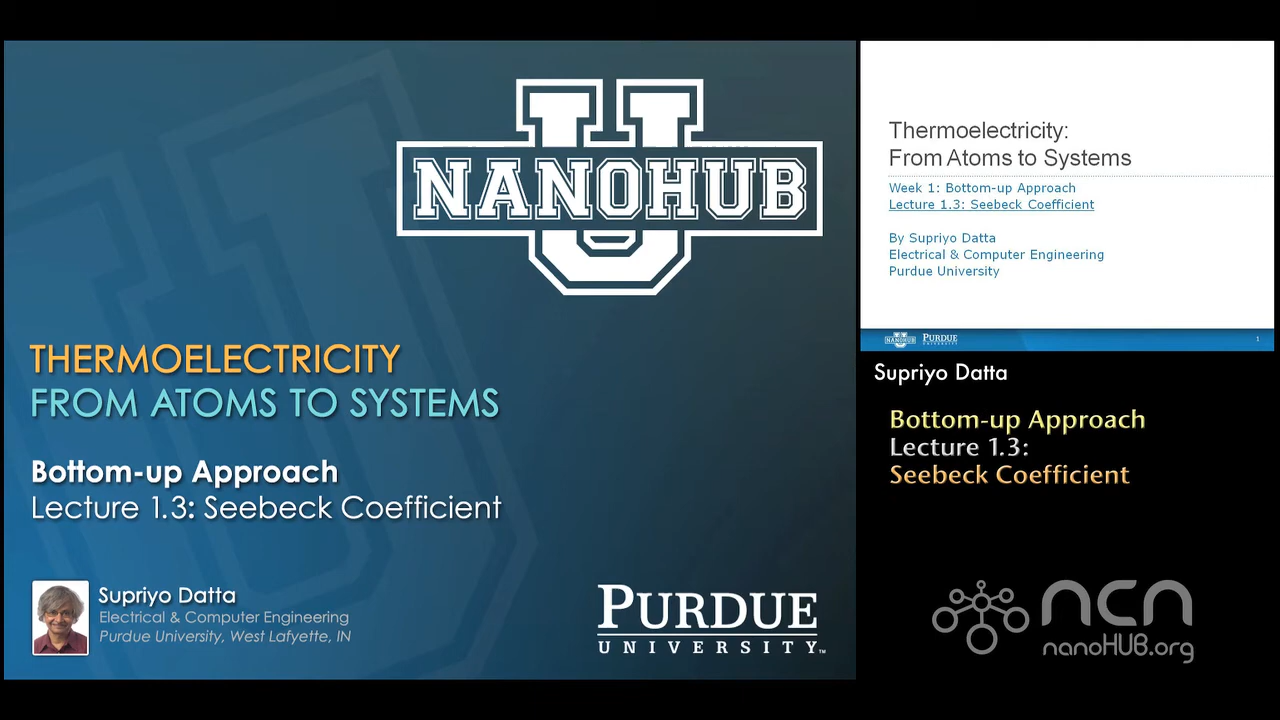 NANOHUB
U
THERMOELECTRICITY
FROM ATOMS TO SYSTEMS
Bottom-up Approach
Lecture 1.3: Seebeck Coefficient
Supriyo Datta
Electrical & Computer Engineering
Purdue University, West Lafyette, IN
PURDUE
UNIVERSITY™
Thermoelectricity:
From Atoms to Systems
Week 1: Bottom-up Approach
Lecture 1.3: Seebeck Coefficient
By Supriyo Datta
Electrical & Computer Engineering
Purdue University
NANOHUB
PURDUE
UNIVERSITY
1
Supriyo Datta
Bottom-up Approach
Lecture 1.3:
Seebeck Coefficient
ncn
nanoHUB.org